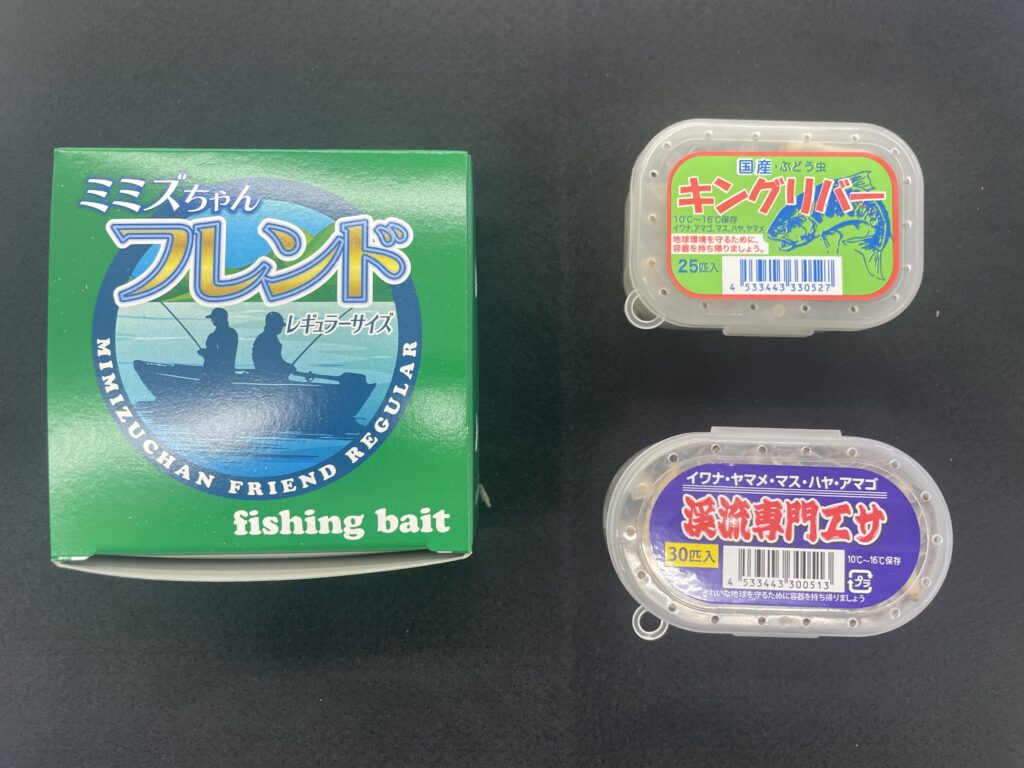 ミミズちゃん
フレンド
レギュラーサイズ
MIMIZUCHAN FRIEND REGULAR
fishing bait
国産・ぶどう虫
キングリバー
10℃〜16℃保存
イワナ、アマゴ、マス、ハヤ、ヤマメ
地球環境を守るために、
容器を持ち帰りましょう。
25匹入
4 533443 330527
イワナ・ヤマメ・マス・ハヤ・アマゴ
渓流専門エサ
30匹入
10℃〜16℃保存
4 533443 300513
プラ
きれいな地球を守るために容器を持ち帰りましょう